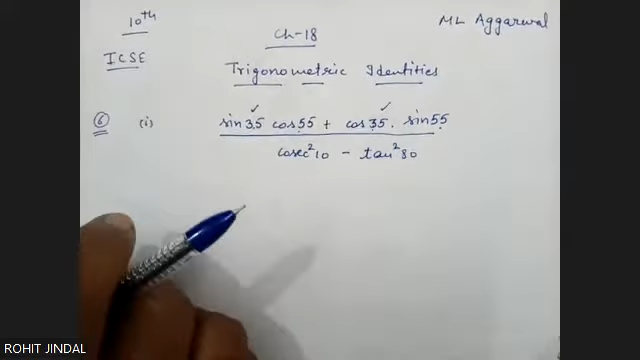 10th
ICSE
Ch-18
ML Aggarwal
Trigonometric Identities
6 (i) sin35 cos55 + cos35 . sin55
cosec²10 - tan²80
ROHIT JINDAL